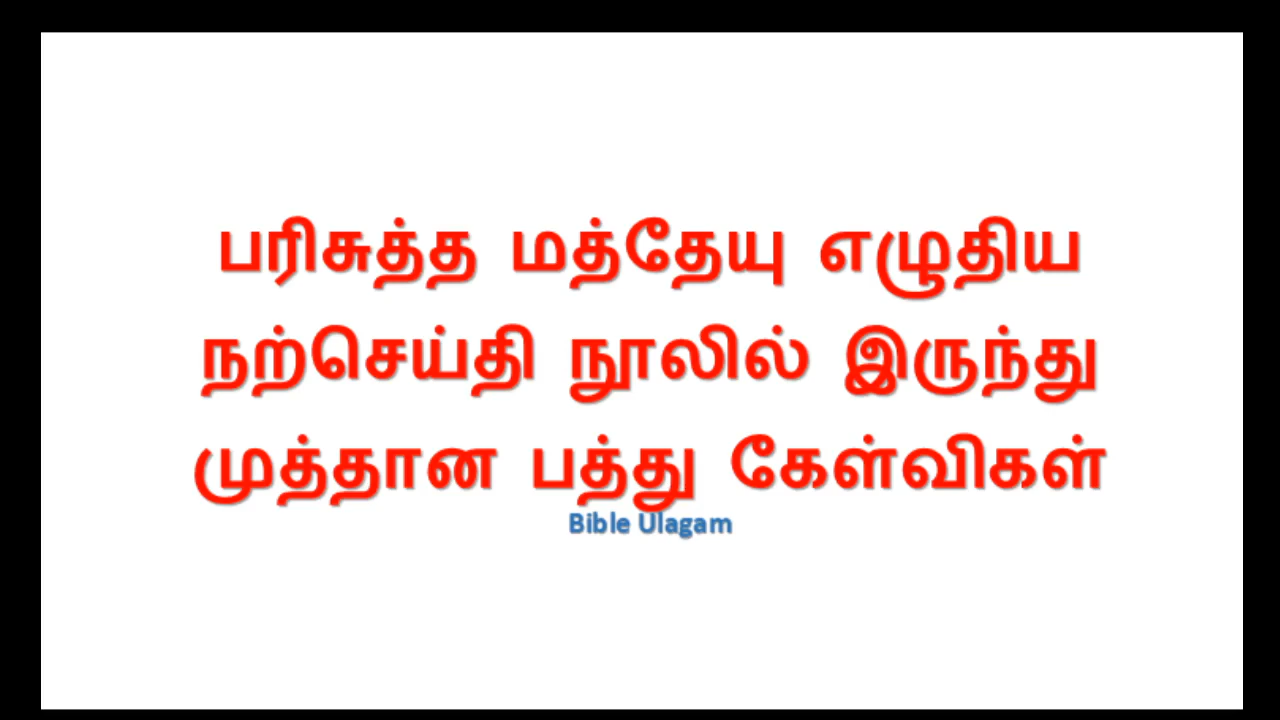 பரிசுத்த மத்தேயு எழுதிய
நற்செய்தி நூலில் இருந்து
முத்தான பத்து கேள்விகள்
Bible Ulagam